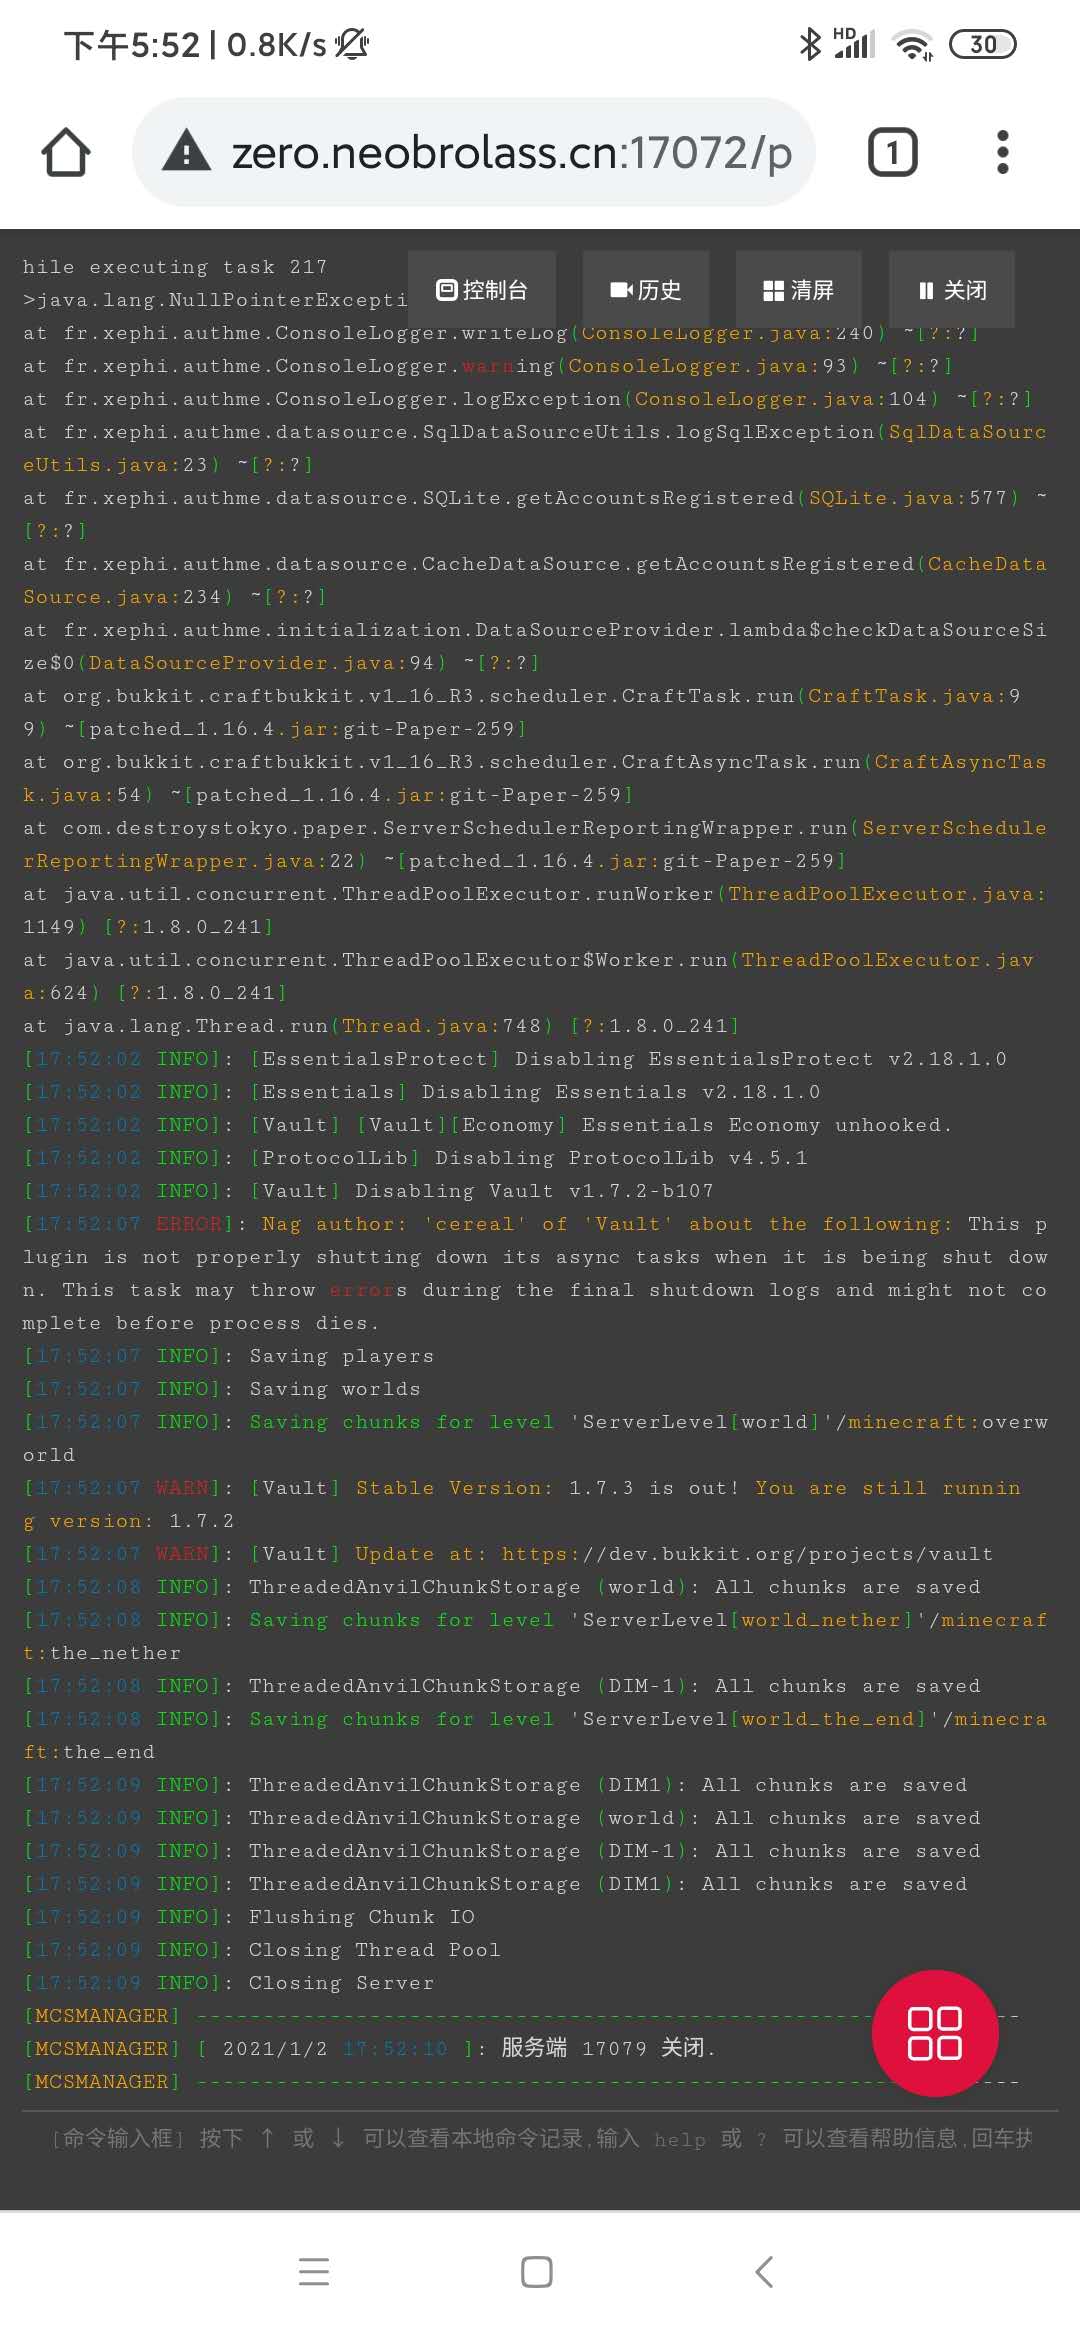 下午5:52 | 0.8K/s
HD
30
zero.neobrolass.cn:17072/p
1
控制台 历史 清屏 关闭
hile executing task 217
>java.lang.NullPointerExcepti
at fr.xephi.authme.ConsoleLogger.writeLog(ConsoleLogger.java:240) ~[?:?]
at fr.xephi.authme.ConsoleLogger.warning(ConsoleLogger.java:93) ~[?:?]
at fr.xephi.authme.ConsoleLogger.logException(ConsoleLogger.java:104) ~[?:?]
at fr.xephi.authme.datasource.SqlDataSourceUtils.logSqlException(SqlDataSourc
eUtils.java:23) ~[?:?]
at fr.xephi.authme.datasource.SQLite.getAccountsRegistered(SQLite.java:577) ~
[?:?]
at fr.xephi.authme.datasource.CacheDataSource.getAccountsRegistered(CacheData
Source.java:234) ~[?:?]
at fr.xephi.authme.initialization.DataSourceProvider.lambda$checkDataSourceSi
ze$0(DataSourceProvider.java:94) ~[?:?]
at org.bukkit.craftbukkit.v1_16_R3.scheduler.CraftTask.run(CraftTask.java:9
9) ~[patched_1.16.4.jar:git-Paper-259]
at org.bukkit.craftbukkit.v1_16_R3.scheduler.CraftAsyncTask.run(CraftAsyncTas
k.java:54) ~[patched_1.16.4.jar:git-Paper-259]
at com.destroystokyo.paper.ServerSchedulerReportingWrapper.run(ServerSchedule
rReportingWrapper.java:22) ~[patched_1.16.4.jar:git-Paper-259]
at java.util.concurrent.ThreadPoolExecutor.runWorker(ThreadPoolExecutor.java:
1149) [?:1.8.0_241]
at java.util.concurrent.ThreadPoolExecutor$Worker.run(ThreadPoolExecutor.jav
a:624) [?:1.8.0_241]
at java.lang.Thread.run(Thread.java:748) [?:1.8.0_241]
[17:52:02 INFO]: [EssentialsProtect] Disabling EssentialsProtect v2.18.1.0
[17:52:02 INFO]: [Essentials] Disabling Essentials v2.18.1.0
[17:52:02 INFO]: [Vault] [Vault][Economy] Essentials Economy unhooked.
[17:52:02 INFO]: [ProtocolLib] Disabling ProtocolLib v4.5.1
[17:52:02 INFO]: [Vault] Disabling Vault v1.7.2-b107
[17:52:07 ERROR]: Nag author: 'cereal' of 'Vault' about the following: This p
lugin is not properly shutting down its async tasks when it is being shut dow
n. This task may throw errors during the final shutdown logs and might not co
mplete before process dies.
[17:52:07 INFO]: Saving players
[17:52:07 INFO]: Saving worlds
[17:52:07 INFO]: Saving chunks for level 'ServerLevel[world]'/minecraft:overw
orld
[17:52:07 WARN]: [Vault] Stable Version: 1.7.3 is out! You are still runnin
g version: 1.7.2
[17:52:07 WARN]: [Vault] Update at: https://dev.bukkit.org/projects/vault
[17:52:08 INFO]: ThreadedAnvilChunkStorage (world): All chunks are saved
[17:52:08 INFO]: Saving chunks for level 'ServerLevel[world_nether]'/minecraf
t:the_nether
[17:52:08 INFO]: ThreadedAnvilChunkStorage (DIM-1): All chunks are saved
[17:52:08 INFO]: Saving chunks for level 'ServerLevel[world_the_end]'/minecra
ft:the_end
[17:52:09 INFO]: ThreadedAnvilChunkStorage (DIM1): All chunks are saved
[17:52:09 INFO]: ThreadedAnvilChunkStorage (world): All chunks are saved
[17:52:09 INFO]: ThreadedAnvilChunkStorage (DIM-1): All chunks are saved
[17:52:09 INFO]: ThreadedAnvilChunkStorage (DIM1): All chunks are saved
[17:52:09 INFO]: Flushing Chunk IO
[17:52:09 INFO]: Closing Thread Pool
[17:52:09 INFO]: Closing Server
[MCSMANAGER] --------------------------------------------------------------
[MCSMANAGER] [ 2021/1/2 17:52:10 ]: 服务端 17079 关闭.
[MCSMANAGER] --------------------------------------------------------------
[命令输入框] 按下 ↑ 或 ↓ 可以查看本地命令记录,输入 help 或 ? 可以查看帮助信息,回车执